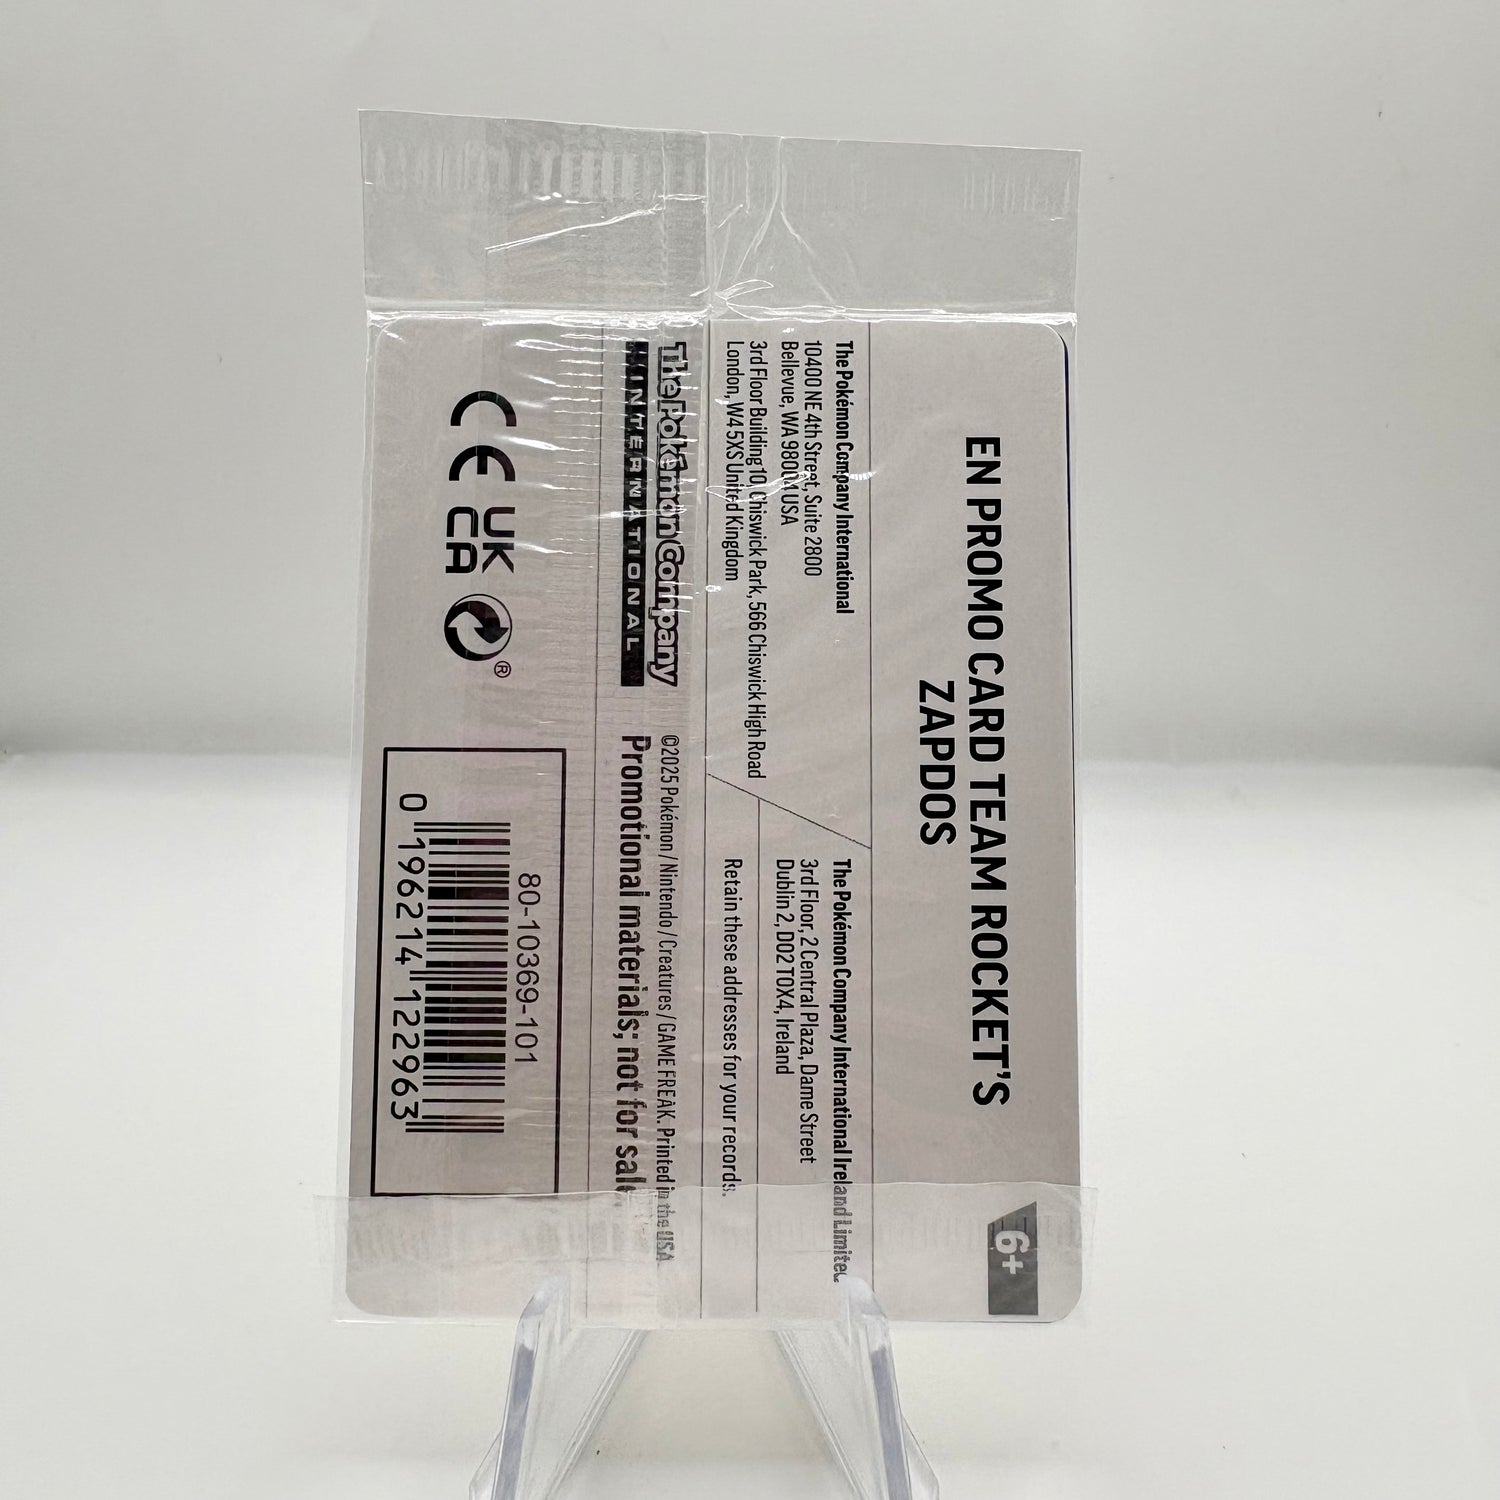 EN PROMO CARD TEAM ROCKET'S
ZAPDOS
6+
The Pokémon Company International
10400 NE 4th Street, Suite 2800
Bellevue, WA 98004 USA
3rd Floor Building 10, Chiswick Park, 566 Chiswick High Road
London, W4 5XS United Kingdom
The Pokémon Company International Ireland Limited
3rd Floor, 2 Central Plaza, Dame Street
Dublin 2, D02 T0X4, Ireland
Retain these addresses for your records.
The Pokémon Company
INTERNATIONAL
©2025 Pokémon / Nintendo / Creatures / GAME FREAK. Printed in the USA
Promotional materials; not for sale
CE
UK
CA
®
80-10369-101
0 196214 122963